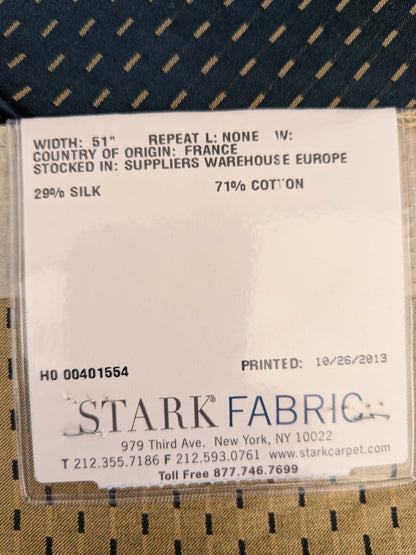 WIDTH: 51" REPEAT L: NONE W:
COUNTRY OF ORIGIN: FRANCE
STOCKED IN: SUPPLIERS WAREHOUSE EUROPE
29% SILK 71% COTTON
HO 00401554 PRINTED: 10/26/2013
STARK® FABRIC
979 Third Ave. New York, NY 10022
T 212.355.7186 F 212.593.0761 www.starkcarpet.com
Toll Free 877.746.7699